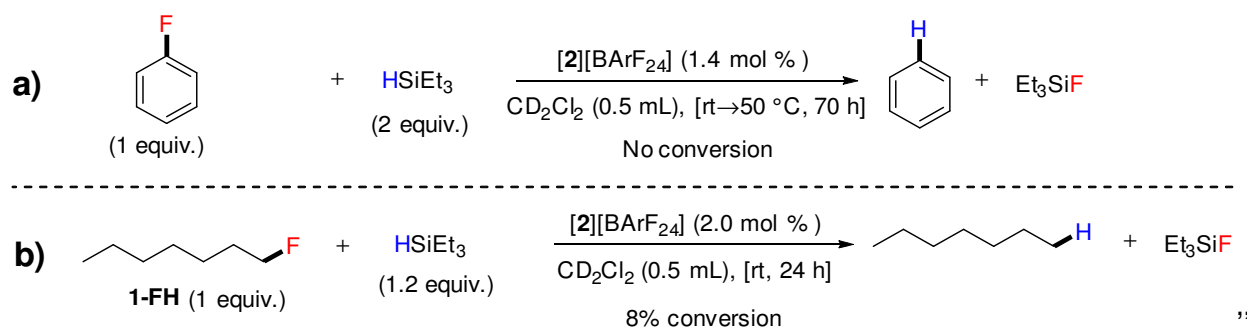 F
H
a)
+
HSiEt₃
[2][BArF₂₄] (1.4 mol %)
+
Et₃SiF
(1 equiv.)
(2 equiv.)
CD₂Cl₂ (0.5 mL), [rt→50 °C, 70 h]
No conversion
b)
F
+
HSiEt₃
[2][BArF₂₄] (2.0 mol %)
H
+
Et₃SiF
1-FH (1 equiv.)
(1.2 equiv.)
CD₂Cl₂ (0.5 mL), [rt, 24 h]
8% conversion
,,